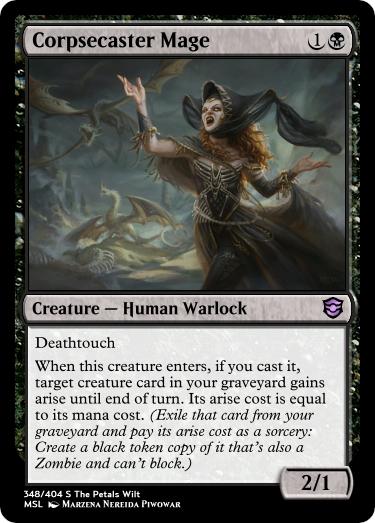 Corpsecaster Mage 1
Creature — Human Warlock
Deathtouch
When this creature enters, if you cast it,
target creature card in your graveyard gains
arise until end of turn. Its arise cost is equal
to its mana cost. (Exile that card from your
graveyard and pay its arise cost as a sorcery:
Create a black token copy of it that's also a
Zombie and can't block.)
2/1
348/404 S The Petals Wilt
MSL Marzena Nereida Piwowar